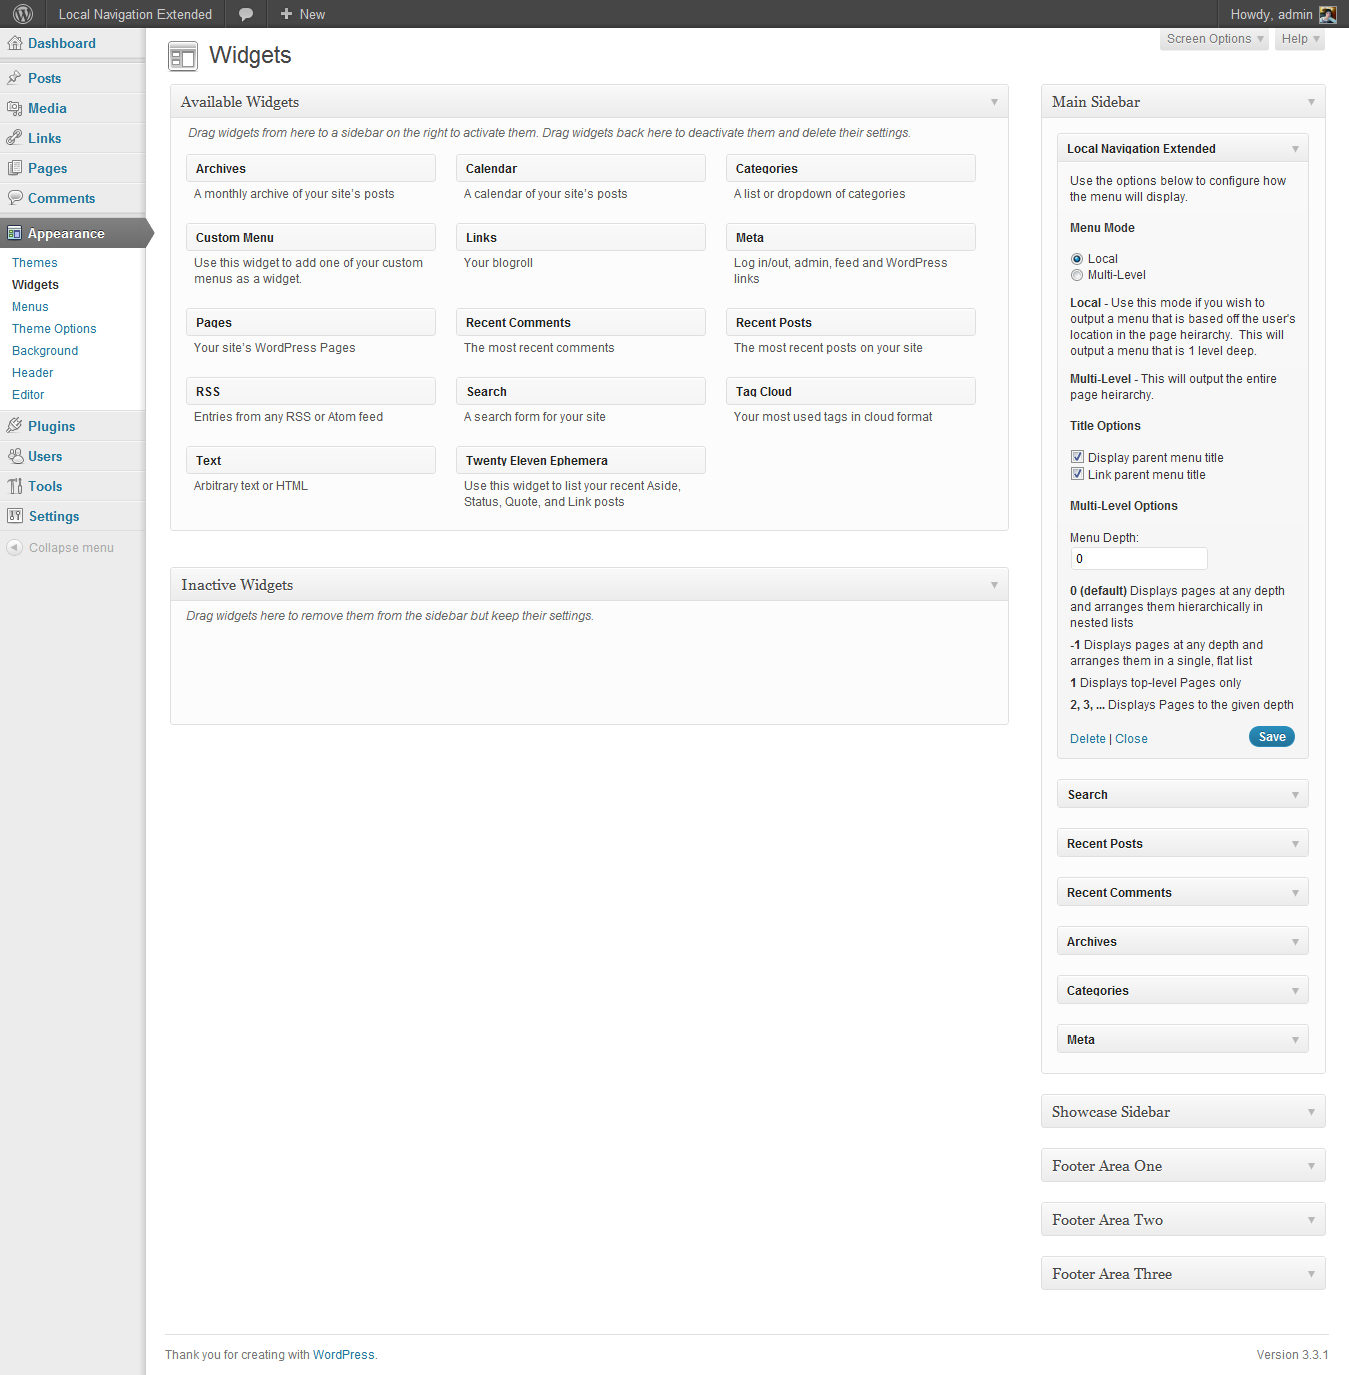 Local Navigation Extended
New
Howdy, admin
Dashboard
Posts
Media
Links
Pages
Comments
Appearance
Themes
Widgets
Menus
Theme Options
Background
Header
Editor
Plugins
Users
Tools
Settings
Collapse menu
Screen Options
Help
Widgets
Available Widgets
Drag widgets from here to a sidebar on the right to activate them. Drag widgets back here to deactivate them and delete their settings.
Archives
A monthly archive of your site's posts
Calendar
A calendar of your site's posts
Categories
A list or dropdown of categories
Custom Menu
Use this widget to add one of your custom
menus as a widget.
Links
Your blogroll
Meta
Log in/out, admin, feed and WordPress
links
Pages
Your site's WordPress Pages
Recent Comments
The most recent comments
Recent Posts
The most recent posts on your site
RSS
Entries from any RSS or Atom feed
Search
A search form for your site
Tag Cloud
Your most used tags in cloud format
Text
Arbitrary text or HTML
Twenty Eleven Ephemera
Use this widget to list your recent Aside,
Status, Quote, and Link posts
Inactive Widgets
Drag widgets here to remove them from the sidebar but keep their settings.
Main Sidebar
Local Navigation Extended
Use the options below to configure how
the menu will display.
Menu Mode
Local
Multi-Level
Local - Use this mode if you wish to
output a menu that is based off the user's
location in the page heirarchy. This will
output a menu that is 1 level deep.
Multi-Level - This will output the entire
page heirarchy.
Title Options
Display parent menu title
Link parent menu title
Multi-Level Options
Menu Depth:
0
0 (default) Displays pages at any depth
and arranges them hierarchically in
nested lists
-1 Displays pages at any depth and
arranges them in a single, flat list
1 Displays top-level Pages only
2, 3, ... Displays Pages to the given depth
Delete | Close
Save
Search
Recent Posts
Recent Comments
Archives
Categories
Meta
Showcase Sidebar
Footer Area One
Footer Area Two
Footer Area Three
Thank you for creating with WordPress.
Version 3.3.1